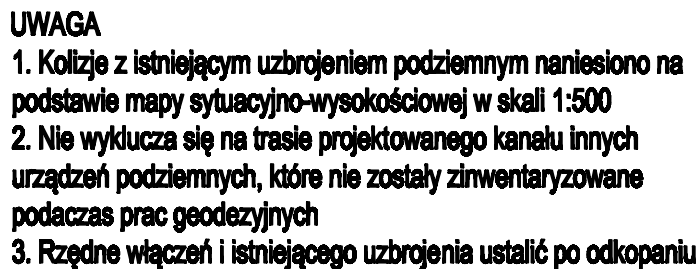 UWAGA
1. Kolizje z istniejącym uzbrojeniem podziemnym naniesiono na
podstawie mapy sytuacyjno-wysokościowej w skali 1:500
2. Nie wyklucza się na trasie projektowanego kanału innych
urządzeń podziemnych, które nie zostały zinwentaryzowane
podaczas prac geodezyjnych
3. Rzędne włączeń i istniejącego uzbrojenia ustalić po odkopaniu